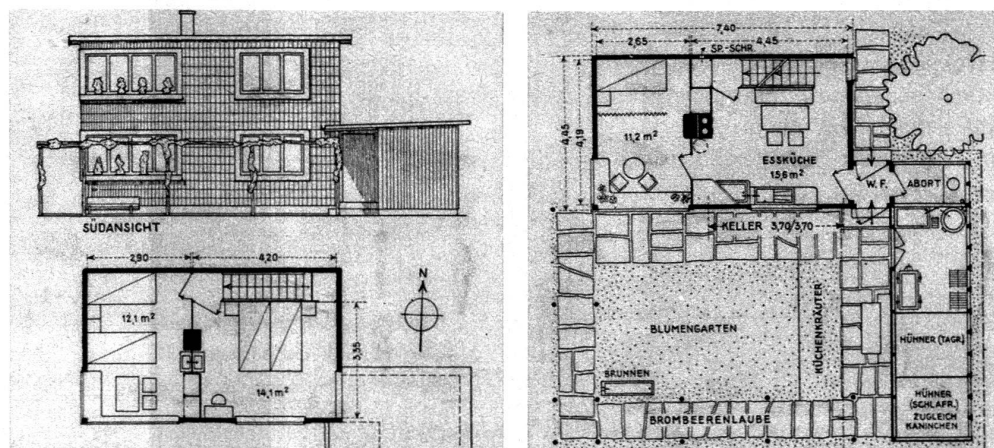 SÜDANSICHT
2,90
4,20
12,1 m²
14,1 m²
3,35
N
7,40
2,65
4,45
SP.-SCHR.
4,45
4,19
11,2 m²
ESSKÜCHE
15,6 m²
W. F.
ABORT
KELLER 3,70/3,70
BLUMENGARTEN
KÜCHENKRÄUTER
BRUNNEN
BROMBEERENLAUBE
HÜHNER (TAGR.)
HÜHNER
(SCHLAFR.)
ZUGLEICH
KANINCHEN